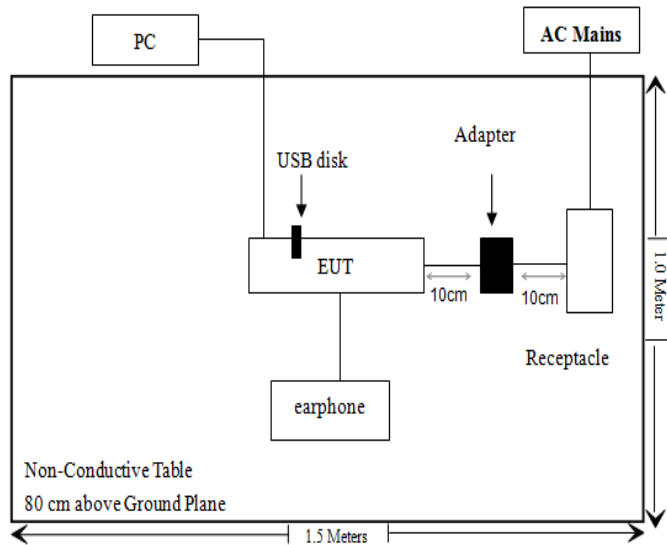 PC
AC Mains
Adapter
USB disk
EUT
10cm
10cm
1.0 Meter
Receptacle
earphone
Non-Conductive Table
80 cm above Ground Plane
1.5 Meters